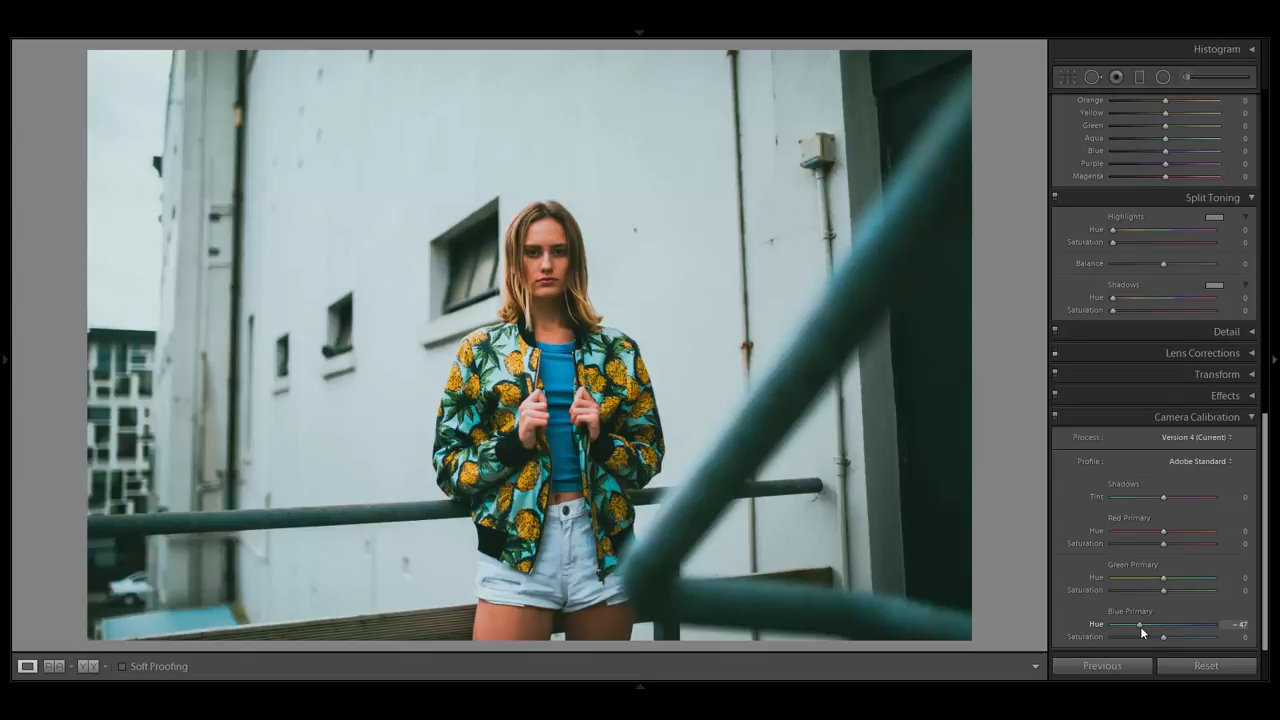 Histogram
Orange 0
Yellow 0
Green 0
Aqua 0
Blue 0
Purple 0
Magenta 0
Split Toning
Highlights
Hue 0
Saturation 0
Balance 0
Shadows
Hue 0
Saturation 0
Detail
Lens Corrections
Transform
Effects
Camera Calibration
Process : Version 4 (Current)
Profile : Adobe Standard
Shadows
Tint 0
Red Primary
Hue 0
Saturation 0
Green Primary
Hue 0
Saturation 0
Blue Primary
Hue - 47
Saturation 0
RA YY Soft Proofing
Previous Reset